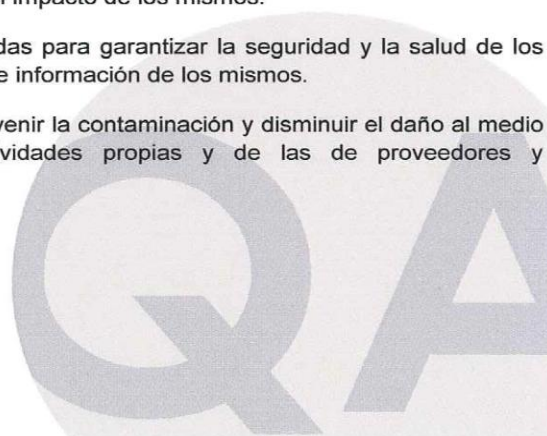 impacto de los mismos.
das para garantizar la seguridad y la salud de los
e información de los mismos.
venir la contaminación y disminuir el daño al medio
vidades propias y de las de proveedores y
QA